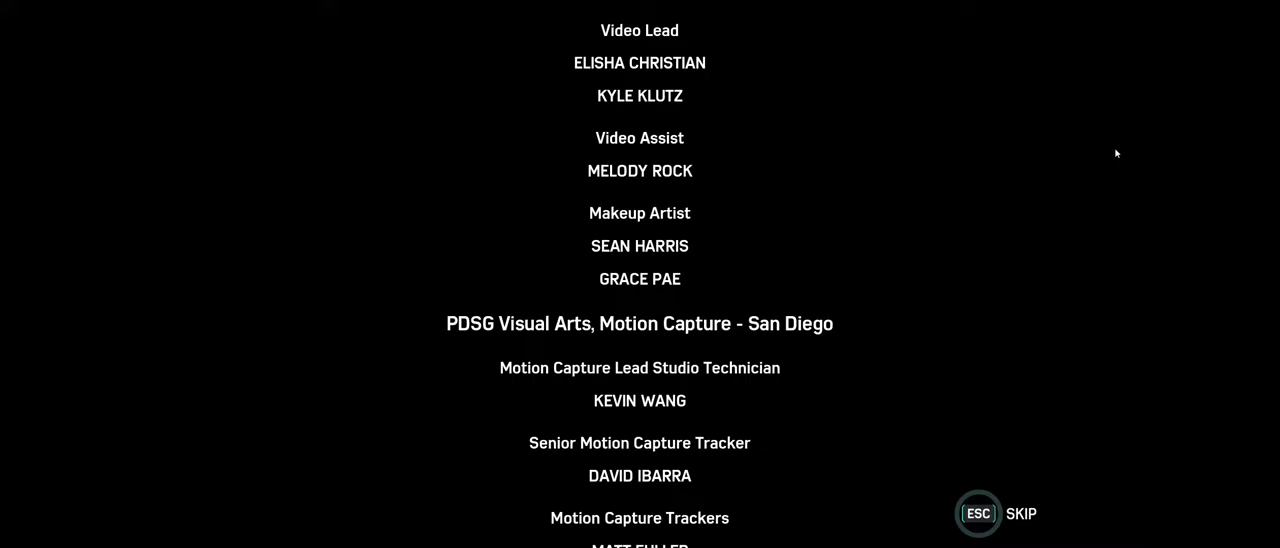 Video Lead
ELISHA CHRISTIAN
KYLE KLUTZ
Video Assist
MELODY ROCK
Makeup Artist
SEAN HARRIS
GRACE PAE
PDSG Visual Arts, Motion Capture - San Diego
Motion Capture Lead Studio Technician
KEVIN WANG
Senior Motion Capture Tracker
DAVID IBARRA
ESC SKIP
Motion Capture Trackers
MATT FULLER